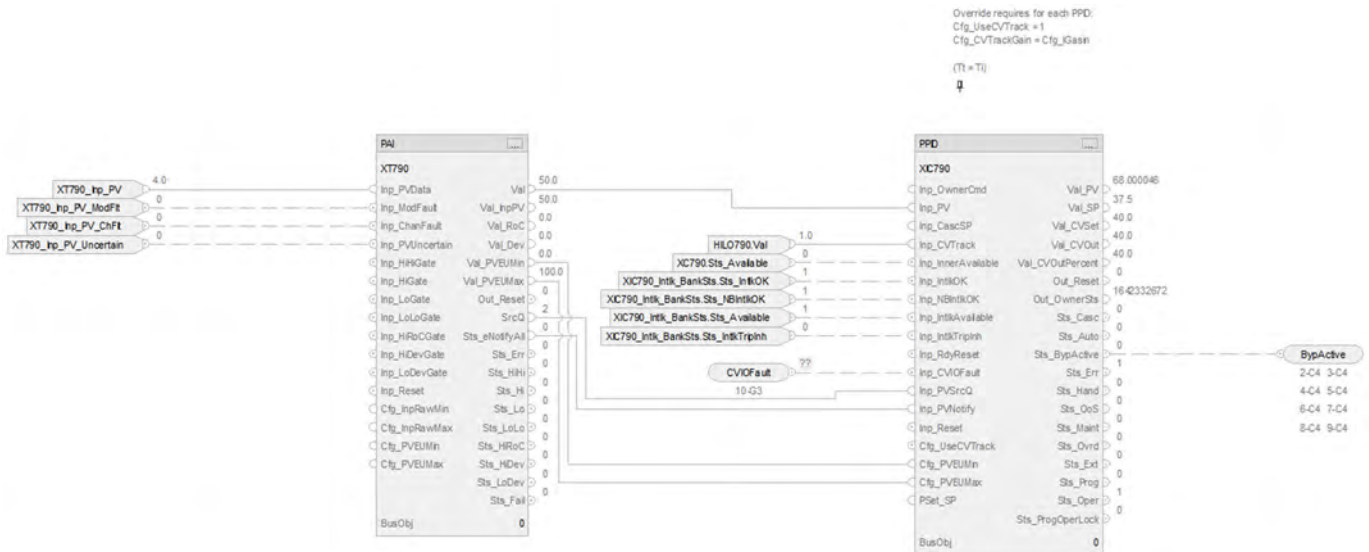 Override requires for each PPID:
Cfg_UseCVTrack = 1
Cfg_CVTrackGain = Cfg_IGasin
(Tt = Ti)
XT790_Inp_PV
4.0
XT790_Inp_PV_ModFlt
0
XT790_Inp_PV_ChFlt
0
XT790_Inp_PV_Uncertain
0
PAI
...
XT790
Inp_PVData Val
Inp_ModFault Val_InpPV
Inp_ChanFault Val_RoC
Inp_PVUncertain Val_Dev
Inp_HiHiGate Val_PVEUMin
Inp_HiGate Val_PVEUMax
Inp_LoGate Out_Reset
Inp_LoLoGate SrcQ
Inp_HiRoCGate Sts_eNotifyAll
Inp_HiDevGate Sts_Err
Inp_LoDevGate Sts_HiHi
Inp_Reset Sts_Hi
Cfg_InpRawMin Sts_Lo
Cfg_InpRawMax Sts_LoLo
Cfg_PVEUMin Sts_HiRoC
Cfg_PVEUMax Sts_HiDev
Sts_LoDev
Sts_Fail
BusObj 0
50.0
50.0
0.0
0.0
0.0
100.0
0
2
0
0
0
0
0
0
0
0
0
0
HILO790.Val
1.0
XC790.Sts_Available
0
XIC790_Intlk_BankSts.Sts_IntlkOK
1
XIC790_Intlk_BankSts.Sts_NBIntlkOK
1
XIC790_Intlk_BankSts.Sts_Available
1
XIC790_Intlk_BankSts.Sts_IntlkTripInh
0
CVIOFault
??
10-G3
PPID
...
XIC790
Inp_OwnerCmd Val_PV
Inp_PV Val_SP
Inp_CascSP Val_CVSet
Inp_CVTrack Val_CVOut
Inp_InnerAvailable Val_CVOutPercent
Inp_IntlkOK Out_Reset
Inp_NBIntlkOK Out_OwnerSts
Inp_IntlkAvailable Sts_Casc
Inp_IntlkTripInh Sts_Auto
Inp_RdyReset Sts_BypActive
Inp_CVIOFault Sts_Err
Inp_PVSrcQ Sts_Hand
Inp_PVNotify Sts_OoS
Inp_Reset Sts_Maint
Cfg_UseCVTrack Sts_Ovrd
Cfg_PVEUMin Sts_Ext
Cfg_PVEUMax Sts_Prog
PSet_SP Sts_Oper
Sts_ProgOperLock
BusObj 0
68.000046
37.5
40.0
40.0
40.0
0
1642332672
0
0
0
1
0
0
0
0
0
0
1
0
BypActive
2-C4 3-C4
4-C4 5-C4
6-C4 7-C4
8-C4 9-C4